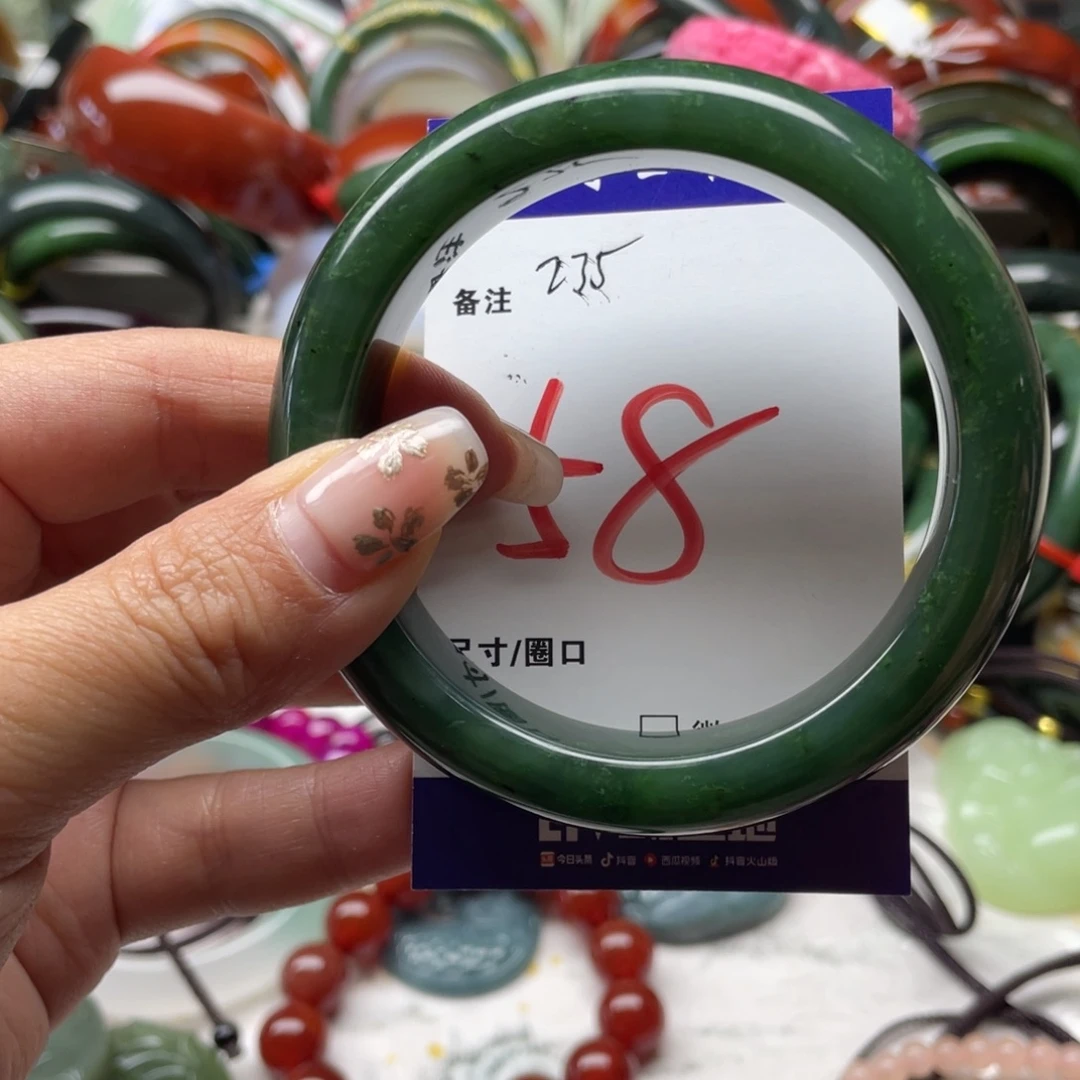 备注 235
58
尺寸/圈口
今日头条 抖音 西瓜视频 抖音火山版